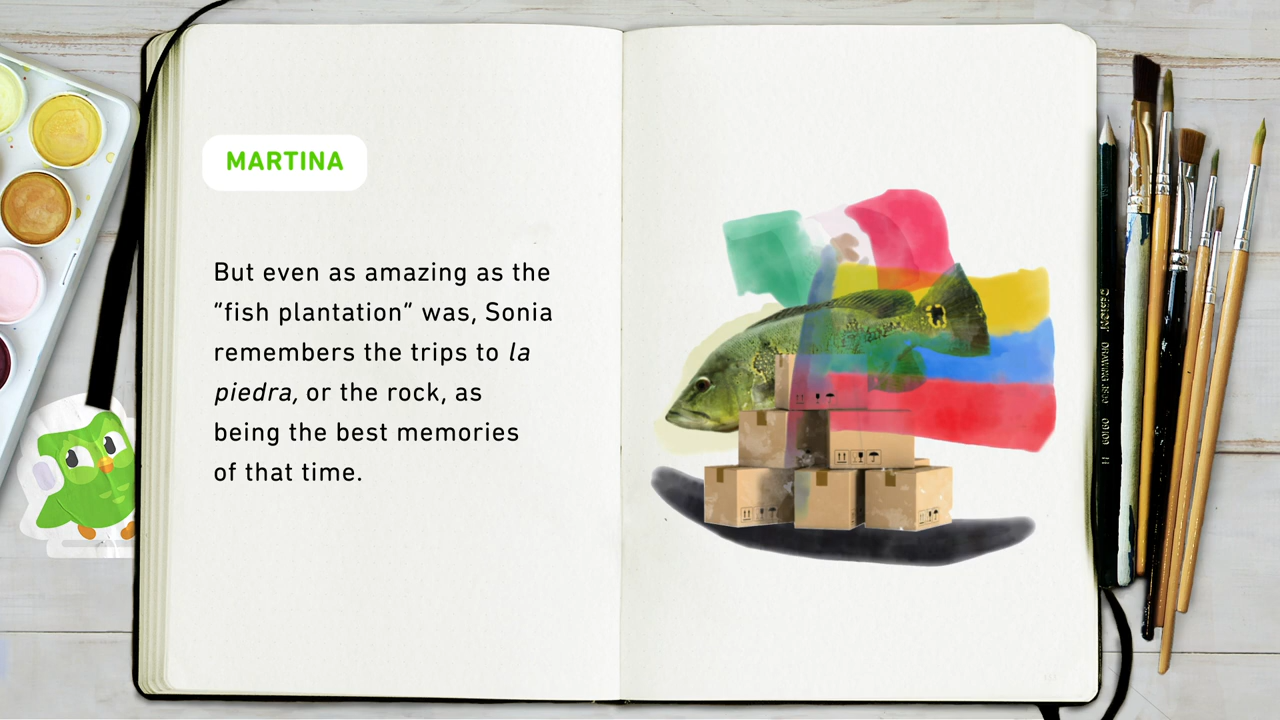 MARTINA
But even as amazing as the
“fish plantation” was, Sonia
remembers the trips to la
piedra, or the rock, as
being the best memories
of that time.